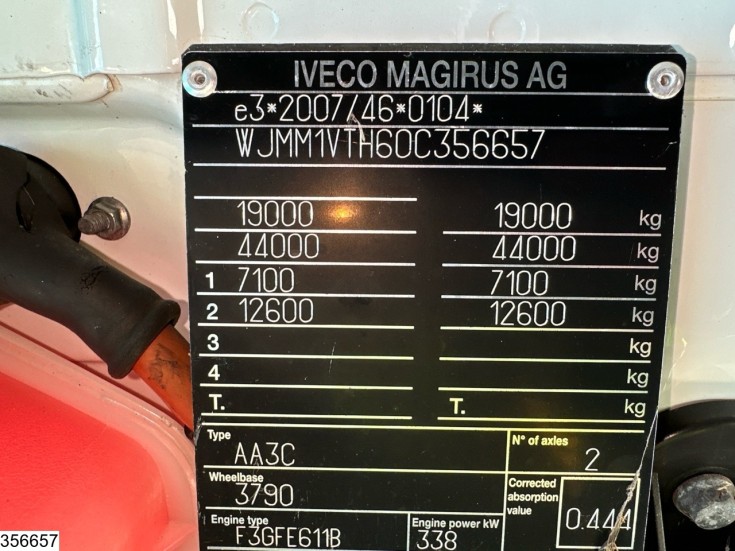 IVECO MAGIRUS AG
e3*2007/46*0104*
WJMM1VTH60C356657
19000 19000 kg
44000 44000 kg
1 7100 7100 kg
2 12600 12600 kg
3 kg
4 kg
T. T. kg
Type N° of axles
AA3C 2
Wheelbase Corrected absorption value
3790 0.444
Engine type Engine power kW
F3GFE611B 338
356657